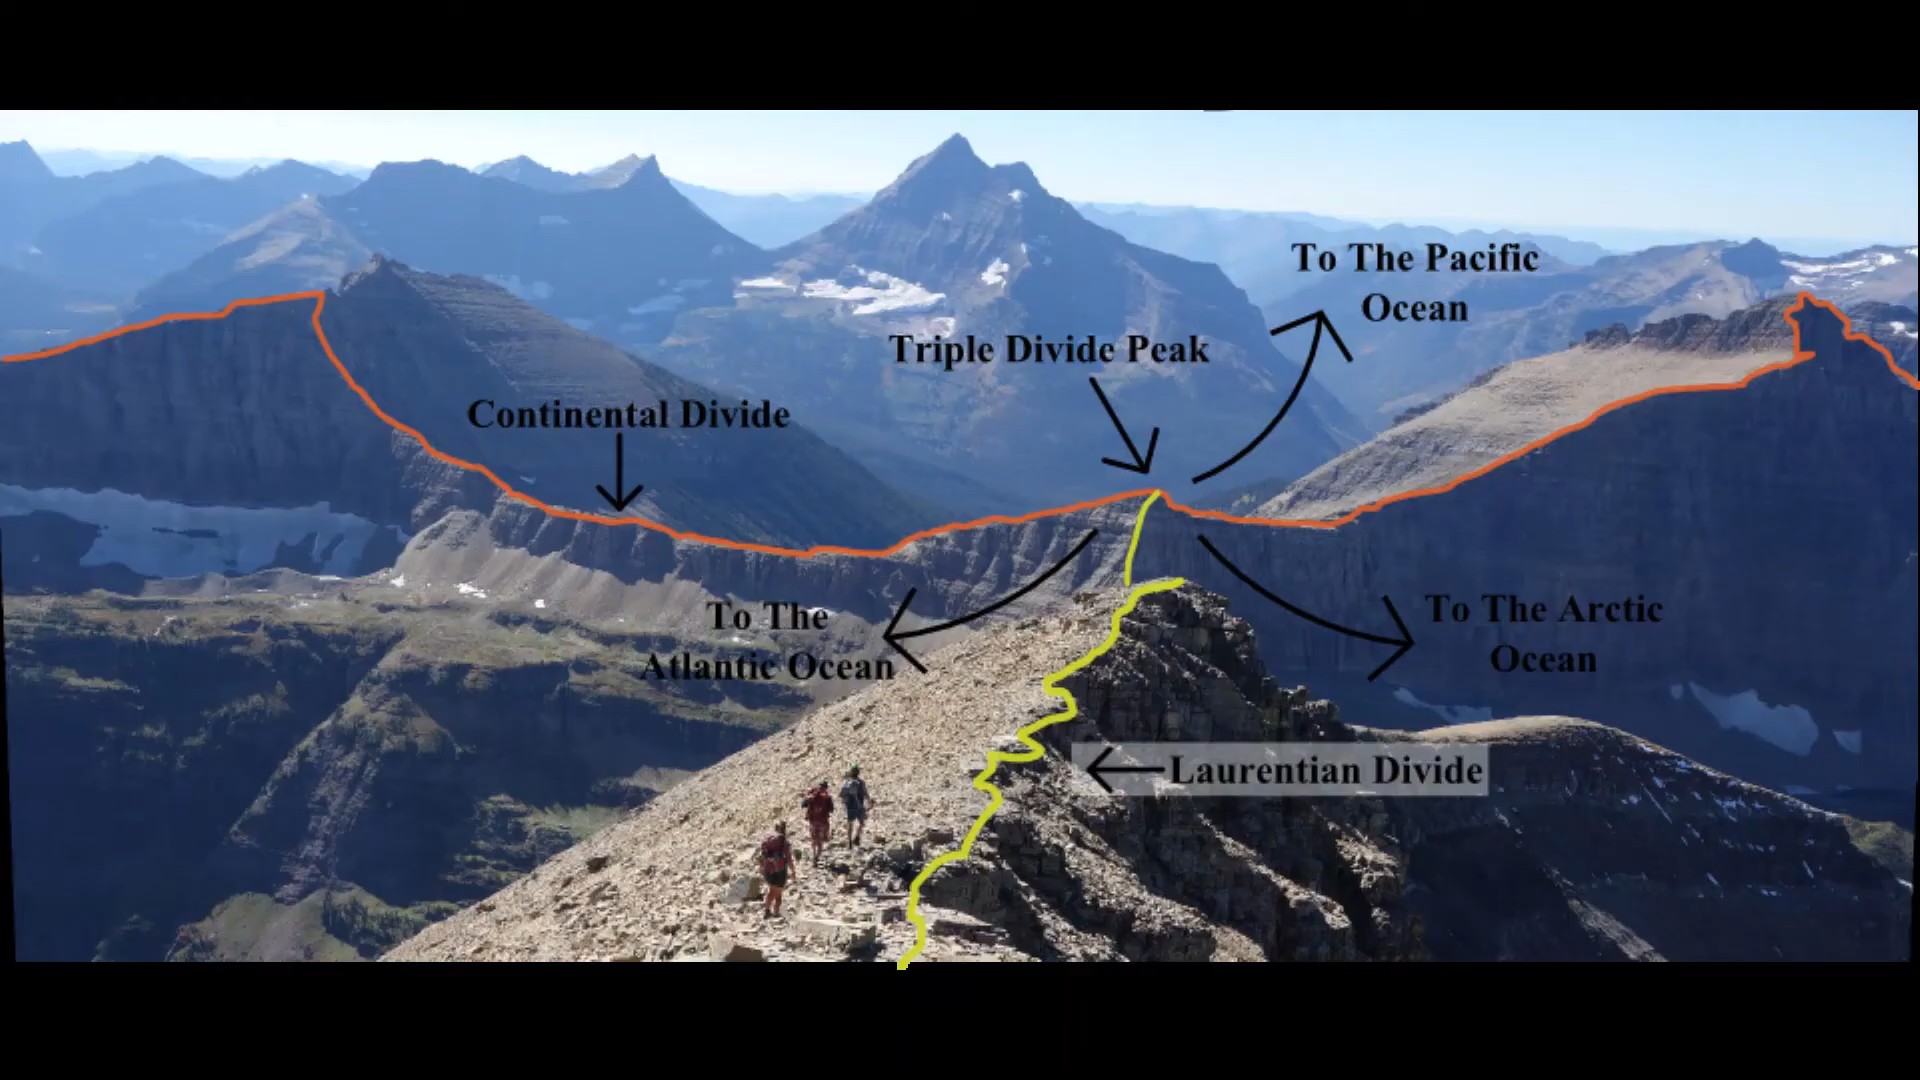 To The Pacific
Ocean
Triple Divide Peak
Continental Divide
To The
Atlantic Ocean
To The Arctic
Ocean
Laurentian Divide